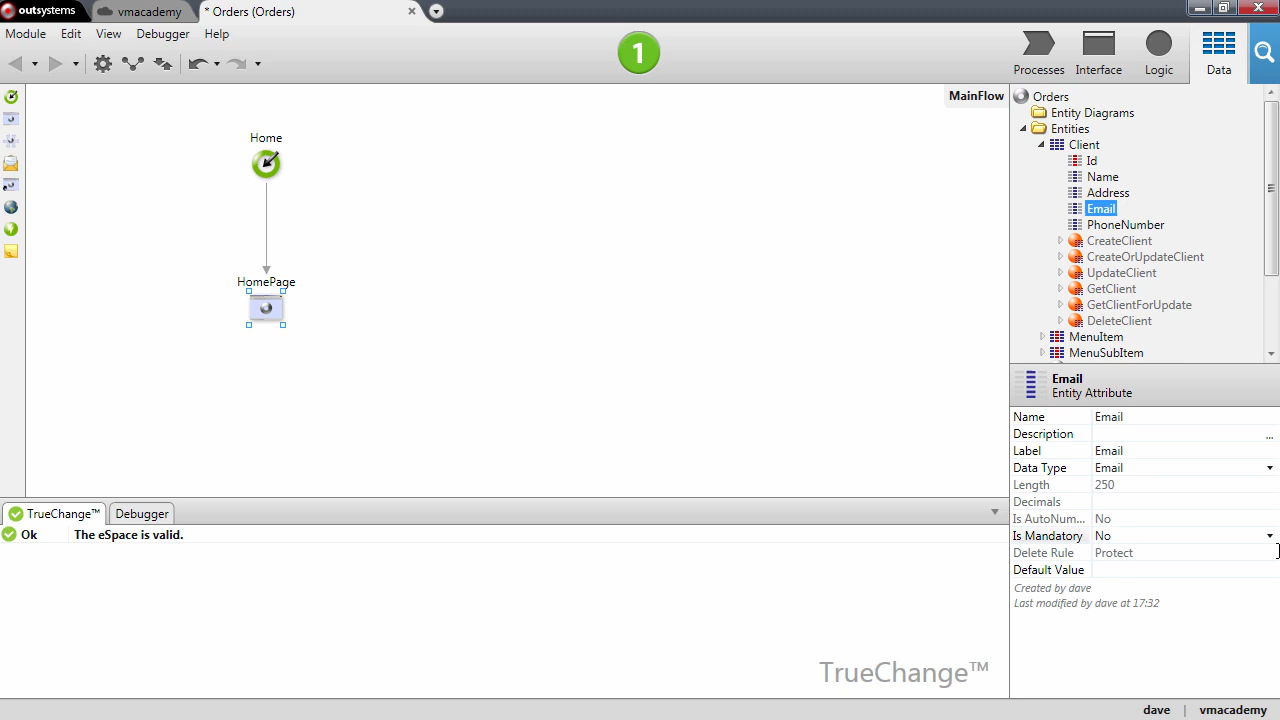 outsystems
vmacademy
* Orders (Orders)
Module Edit View Debugger Help
1
Processes Interface Logic Data
MainFlow
Home
HomePage
Orders
Entity Diagrams
Entities
Client
Id
Name
Address
Email
PhoneNumber
CreateClient
CreateOrUpdateClient
UpdateClient
GetClient
GetClientForUpdate
DeleteClient
MenuItem
MenuSubItem
Email
Entity Attribute
Name Email
Description ...
Label Email
Data Type Email
Length 250
Decimals
Is AutoNum... No
Is Mandatory No
Delete Rule Protect
Default Value
Created by dave
Last modified by dave at 17:32
TrueChange™ Debugger
Ok The eSpace is valid.
TrueChange™
dave | vmacademy